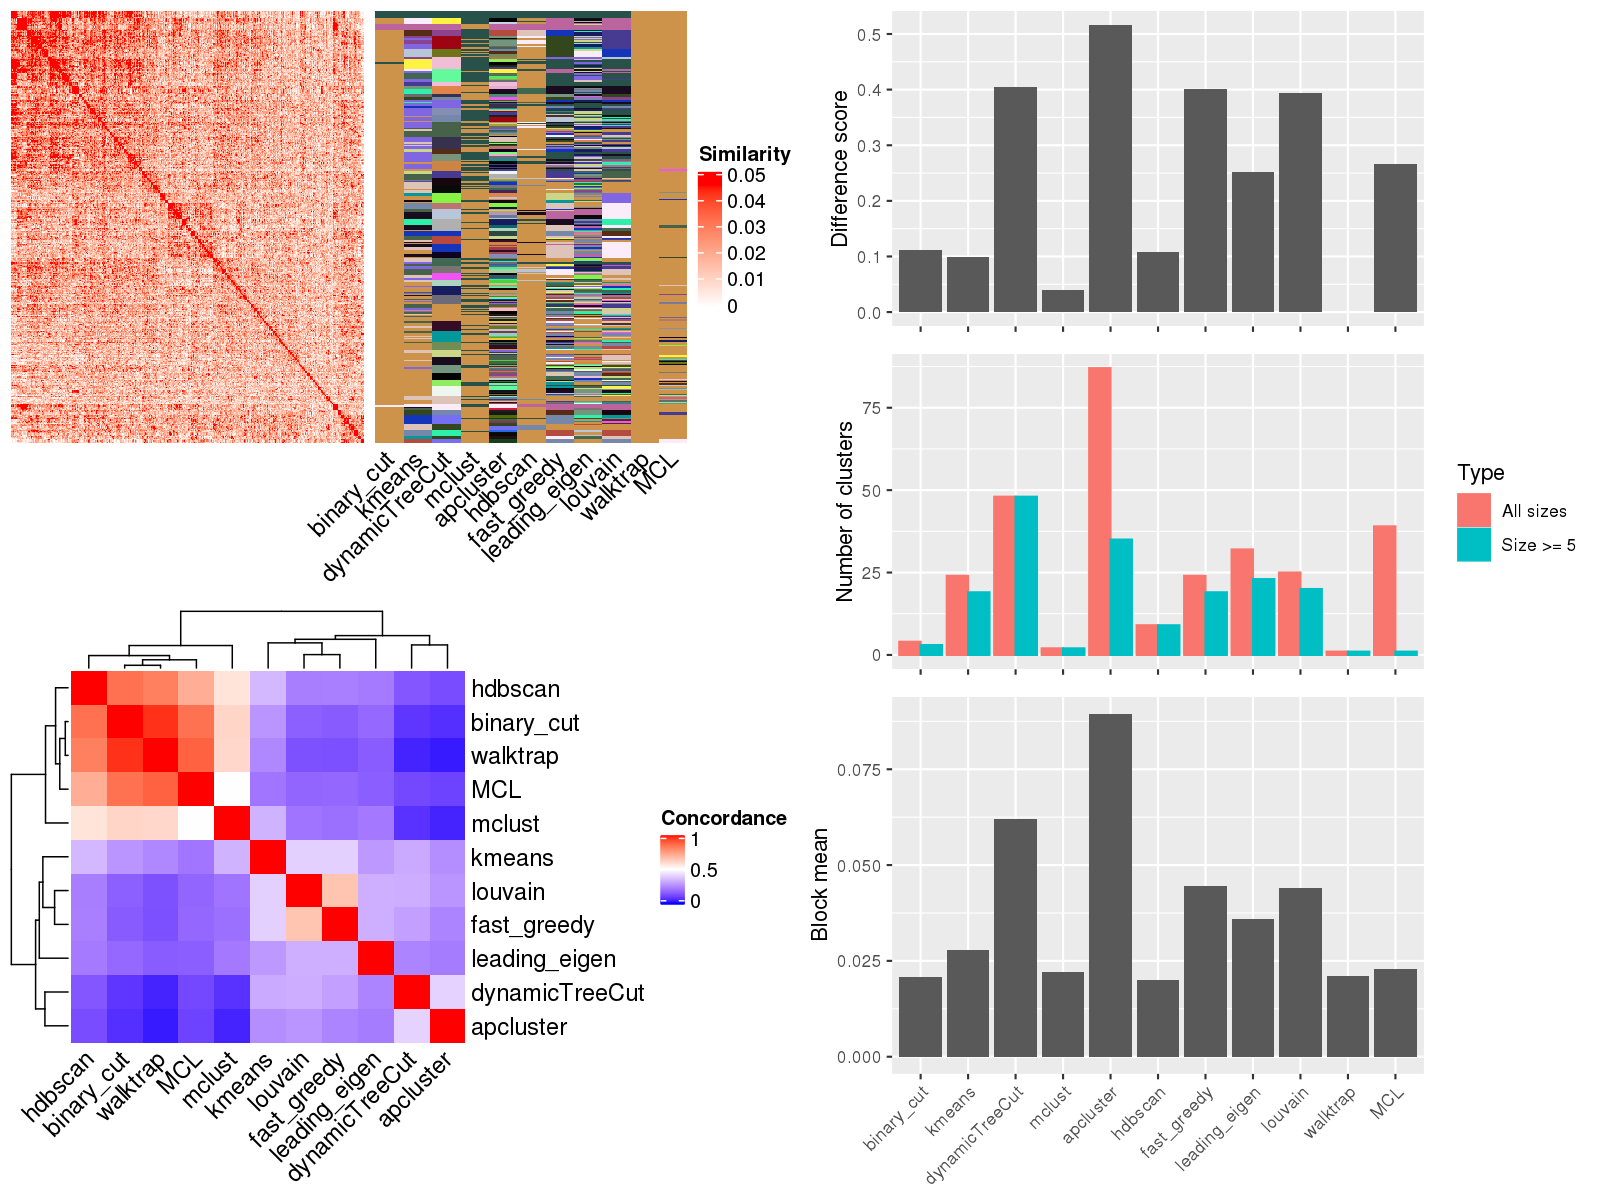 Similarity
0.05
0.04
0.03
0.02
0.01
0
binary_cut
kmeans
dynamicTreeCut
mclust
apcluster
hdbscan
fast_greedy
leading_eigen
louvain
walktrap
MCL
hdbscan
binary_cut
walktrap
MCL
mclust
kmeans
louvain
fast_greedy
leading_eigen
dynamicTreeCut
apcluster
hdbscan
binary_cut
walktrap
MCL
mclust
kmeans
louvain
fast_greedy
leading_eigen
dynamicTreeCut
apcluster
Concordance
1
0.5
0
Difference score
0.5
0.4
0.3
0.2
0.1
0.0
Number of clusters
75
50
25
0
Type
All sizes
Size >= 5
Block mean
0.075
0.050
0.025
0.000
binary_cut
kmeans
dynamicTreeCut
mclust
apcluster
hdbscan
fast_greedy
leading_eigen
louvain
walktrap
MCL